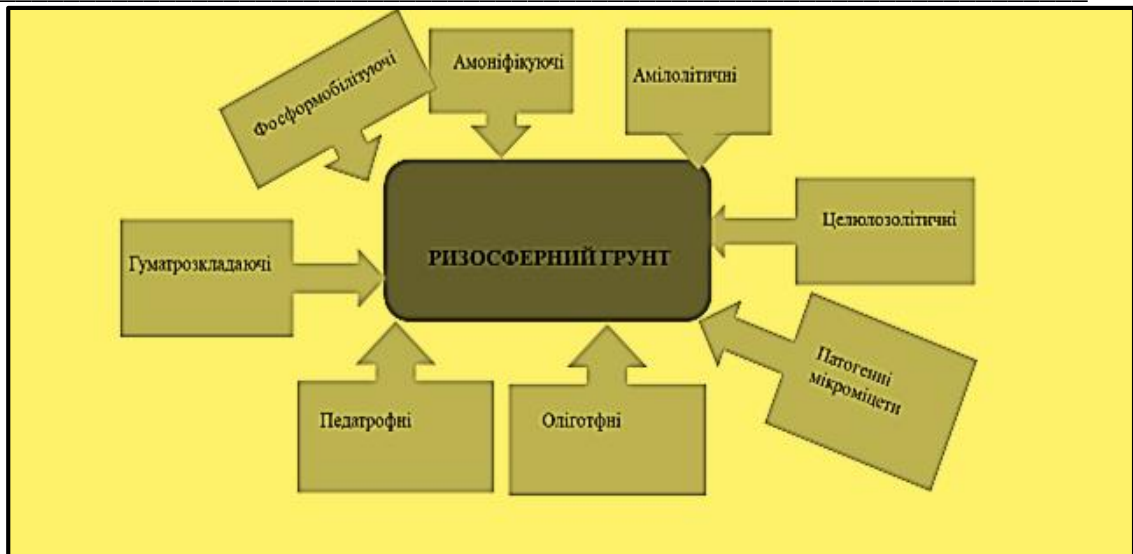 Фосформобілізуючі
Амоніфікуючі
Амілолітичні
Целюлозолітичні
Гуматрозкладаючі
РИЗОСФЕРНИЙ ГРУНТ
Патогенні
мікроміцети
Педатрофні
Оліготфні